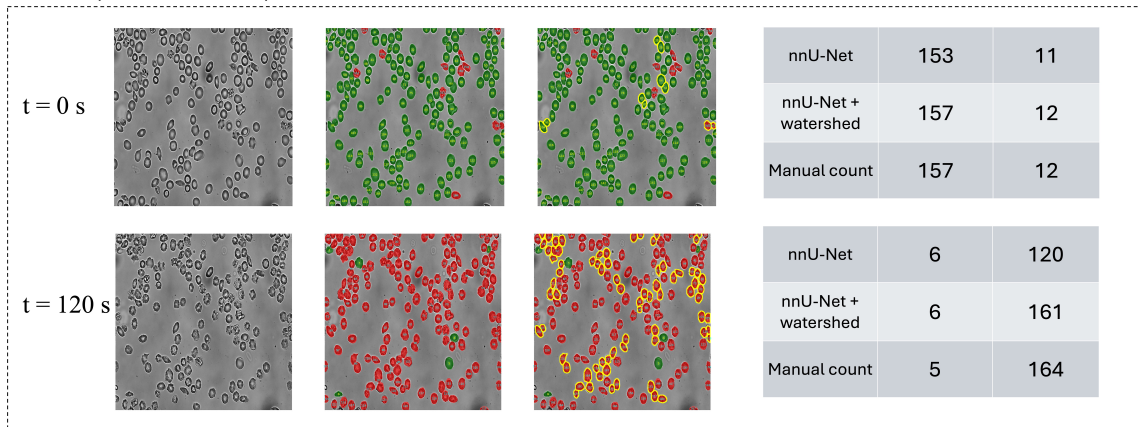 t = 0 s
nnU-Net 153 11
nnU-Net +
watershed 157 12
Manual count 157 12
t = 120 s
nnU-Net 6 120
nnU-Net +
watershed 6 161
Manual count 5 164